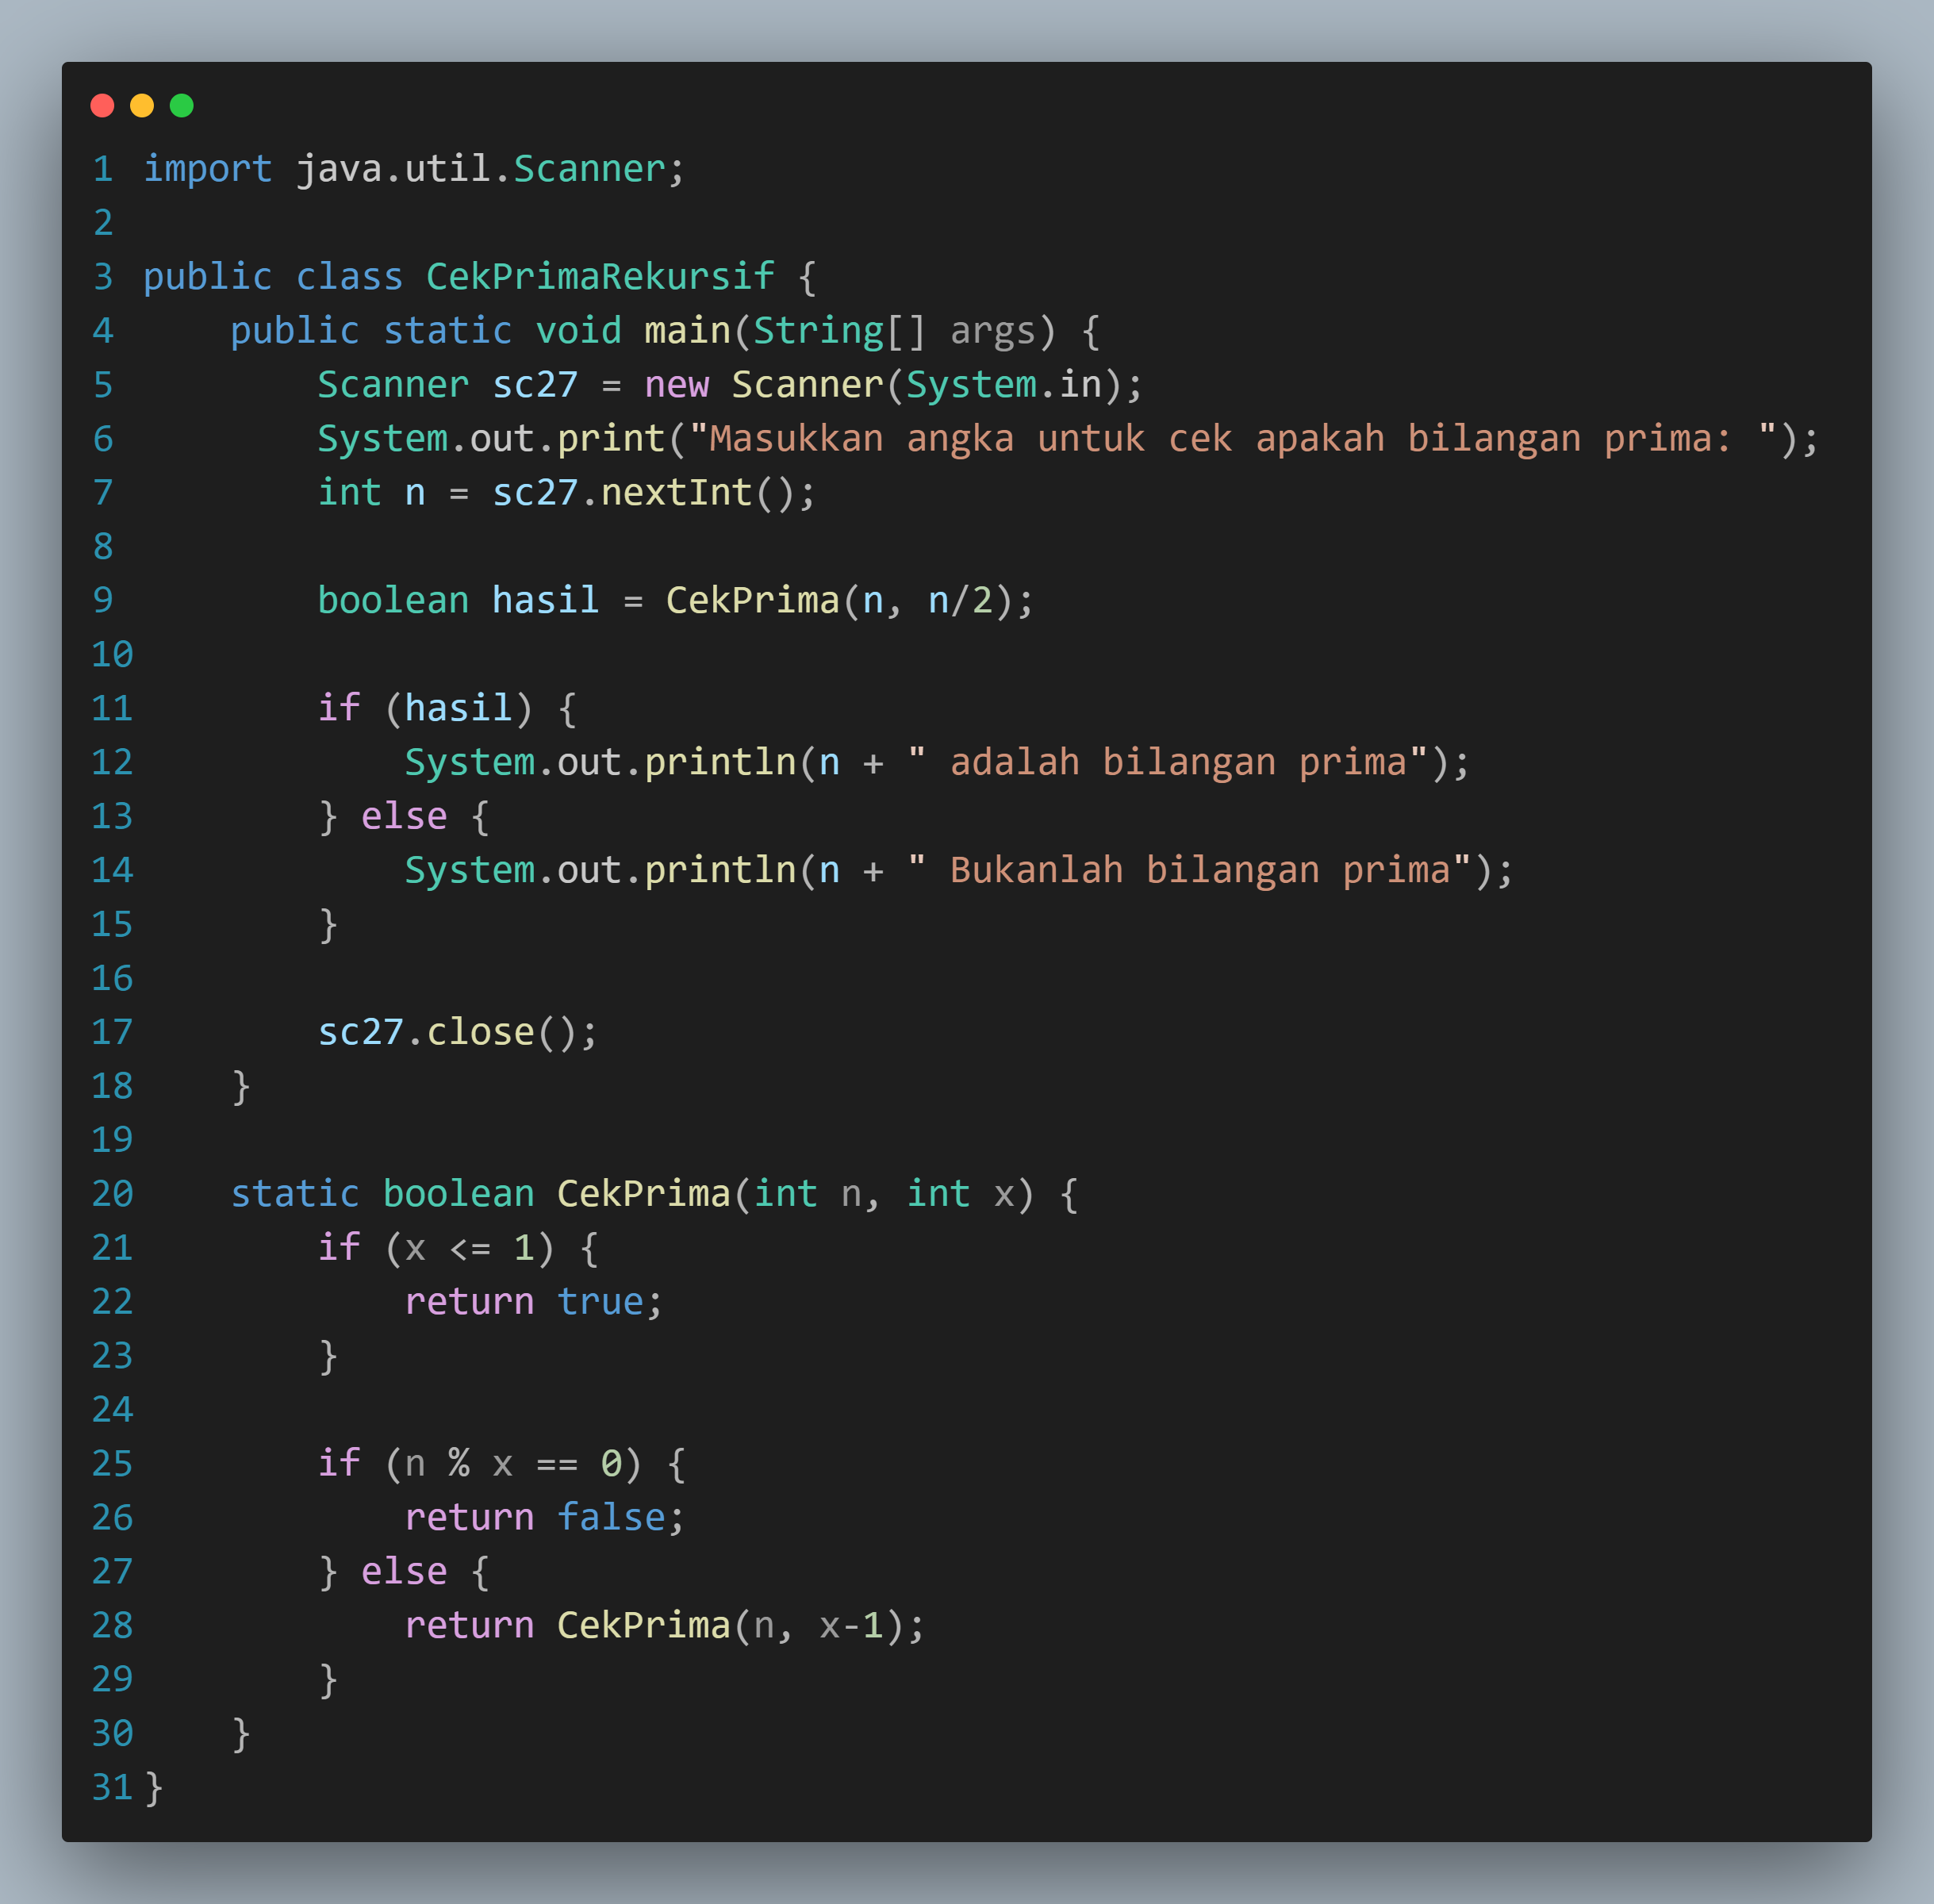 1 import java.util.Scanner;
2
3 public class CekPrimaRekursif {
4     public static void main(String[] args) {
5         Scanner sc27 = new Scanner(System.in);
6         System.out.print("Masukkan angka untuk cek apakah bilangan prima: ");
7         int n = sc27.nextInt();
8
9         boolean hasil = CekPrima(n, n/2);
10
11         if (hasil) {
12             System.out.println(n + " adalah bilangan prima");
13         } else {
14             System.out.println(n + " Bukanlah bilangan prima");
15         }
16
17         sc27.close();
18     }
19
20     static boolean CekPrima(int n, int x) {
21         if (x <= 1) {
22             return true;
23         }
24
25         if (n % x == 0) {
26             return false;
27         } else {
28             return CekPrima(n, x-1);
29         }
30     }
31 }